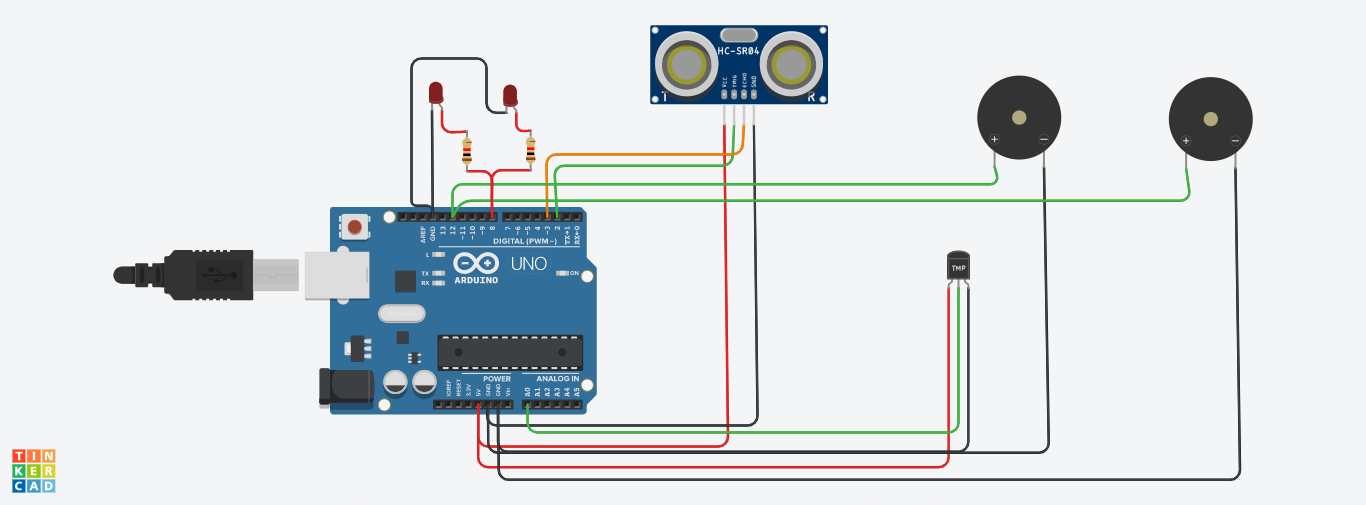 HC-SR04
VCC
TRIG
ECHO
GND
T
R
+
−
+
−
AREF
GND
13
12
~11
~10
~9
8
7
~6
~5
4
~3
2
TX→1
RX←0
DIGITAL (PWM~)
L
TX
RX
ARDUINO
UNO
ON
TMP
POWER
ANALOG IN
IOREF
RESET
3.3V
5V
GND
GND
Vin
A0
A1
A2
A3
A4
A5
TIN
KER
CAD